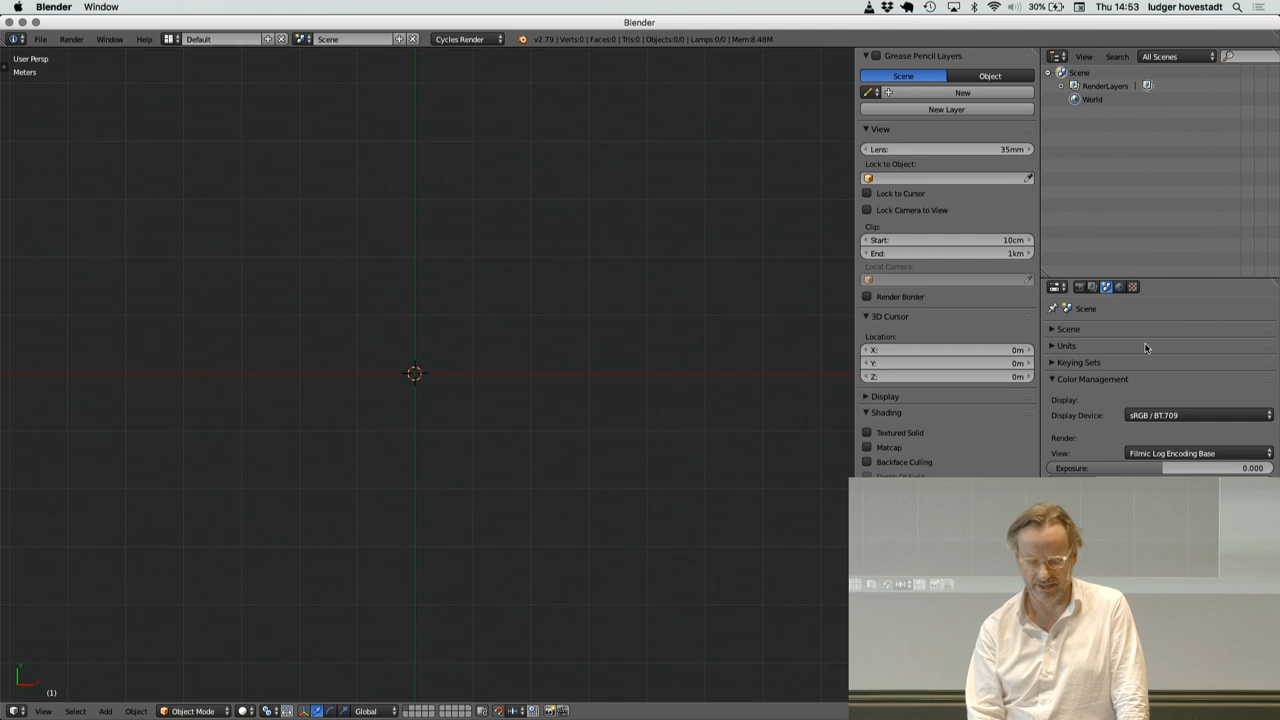 Blender Window 30% Thu 14:53 ludger hovestadt
Blender
File Render Window Help Default Scene Cycles Render v2.79 | Verts:0 | Faces:0 | Tris:0 | Objects:0/0 | Lamps:0/0 | Mem:8.48M
User Persp
Meters
Grease Pencil Layers
Scene Object
New
New Layer
View
Lens: 35mm
Lock to Object:
Lock to Cursor
Lock Camera to View
Clip:
Start: 10cm
End: 1km
Local Camera:
Render Border
3D Cursor
Location:
X: 0m
Y: 0m
Z: 0m
Display
Shading
Textured Solid
Matcap
Backface Culling
View Search All Scenes
Scene
RenderLayers |
World
Scene
Scene
Units
Keying Sets
Color Management
Display:
Display Device: sRGB / BT.709
Render:
View: Filmic Log Encoding Base
Exposure: 0.000
y
(1)
View Select Add Object Object Mode Global